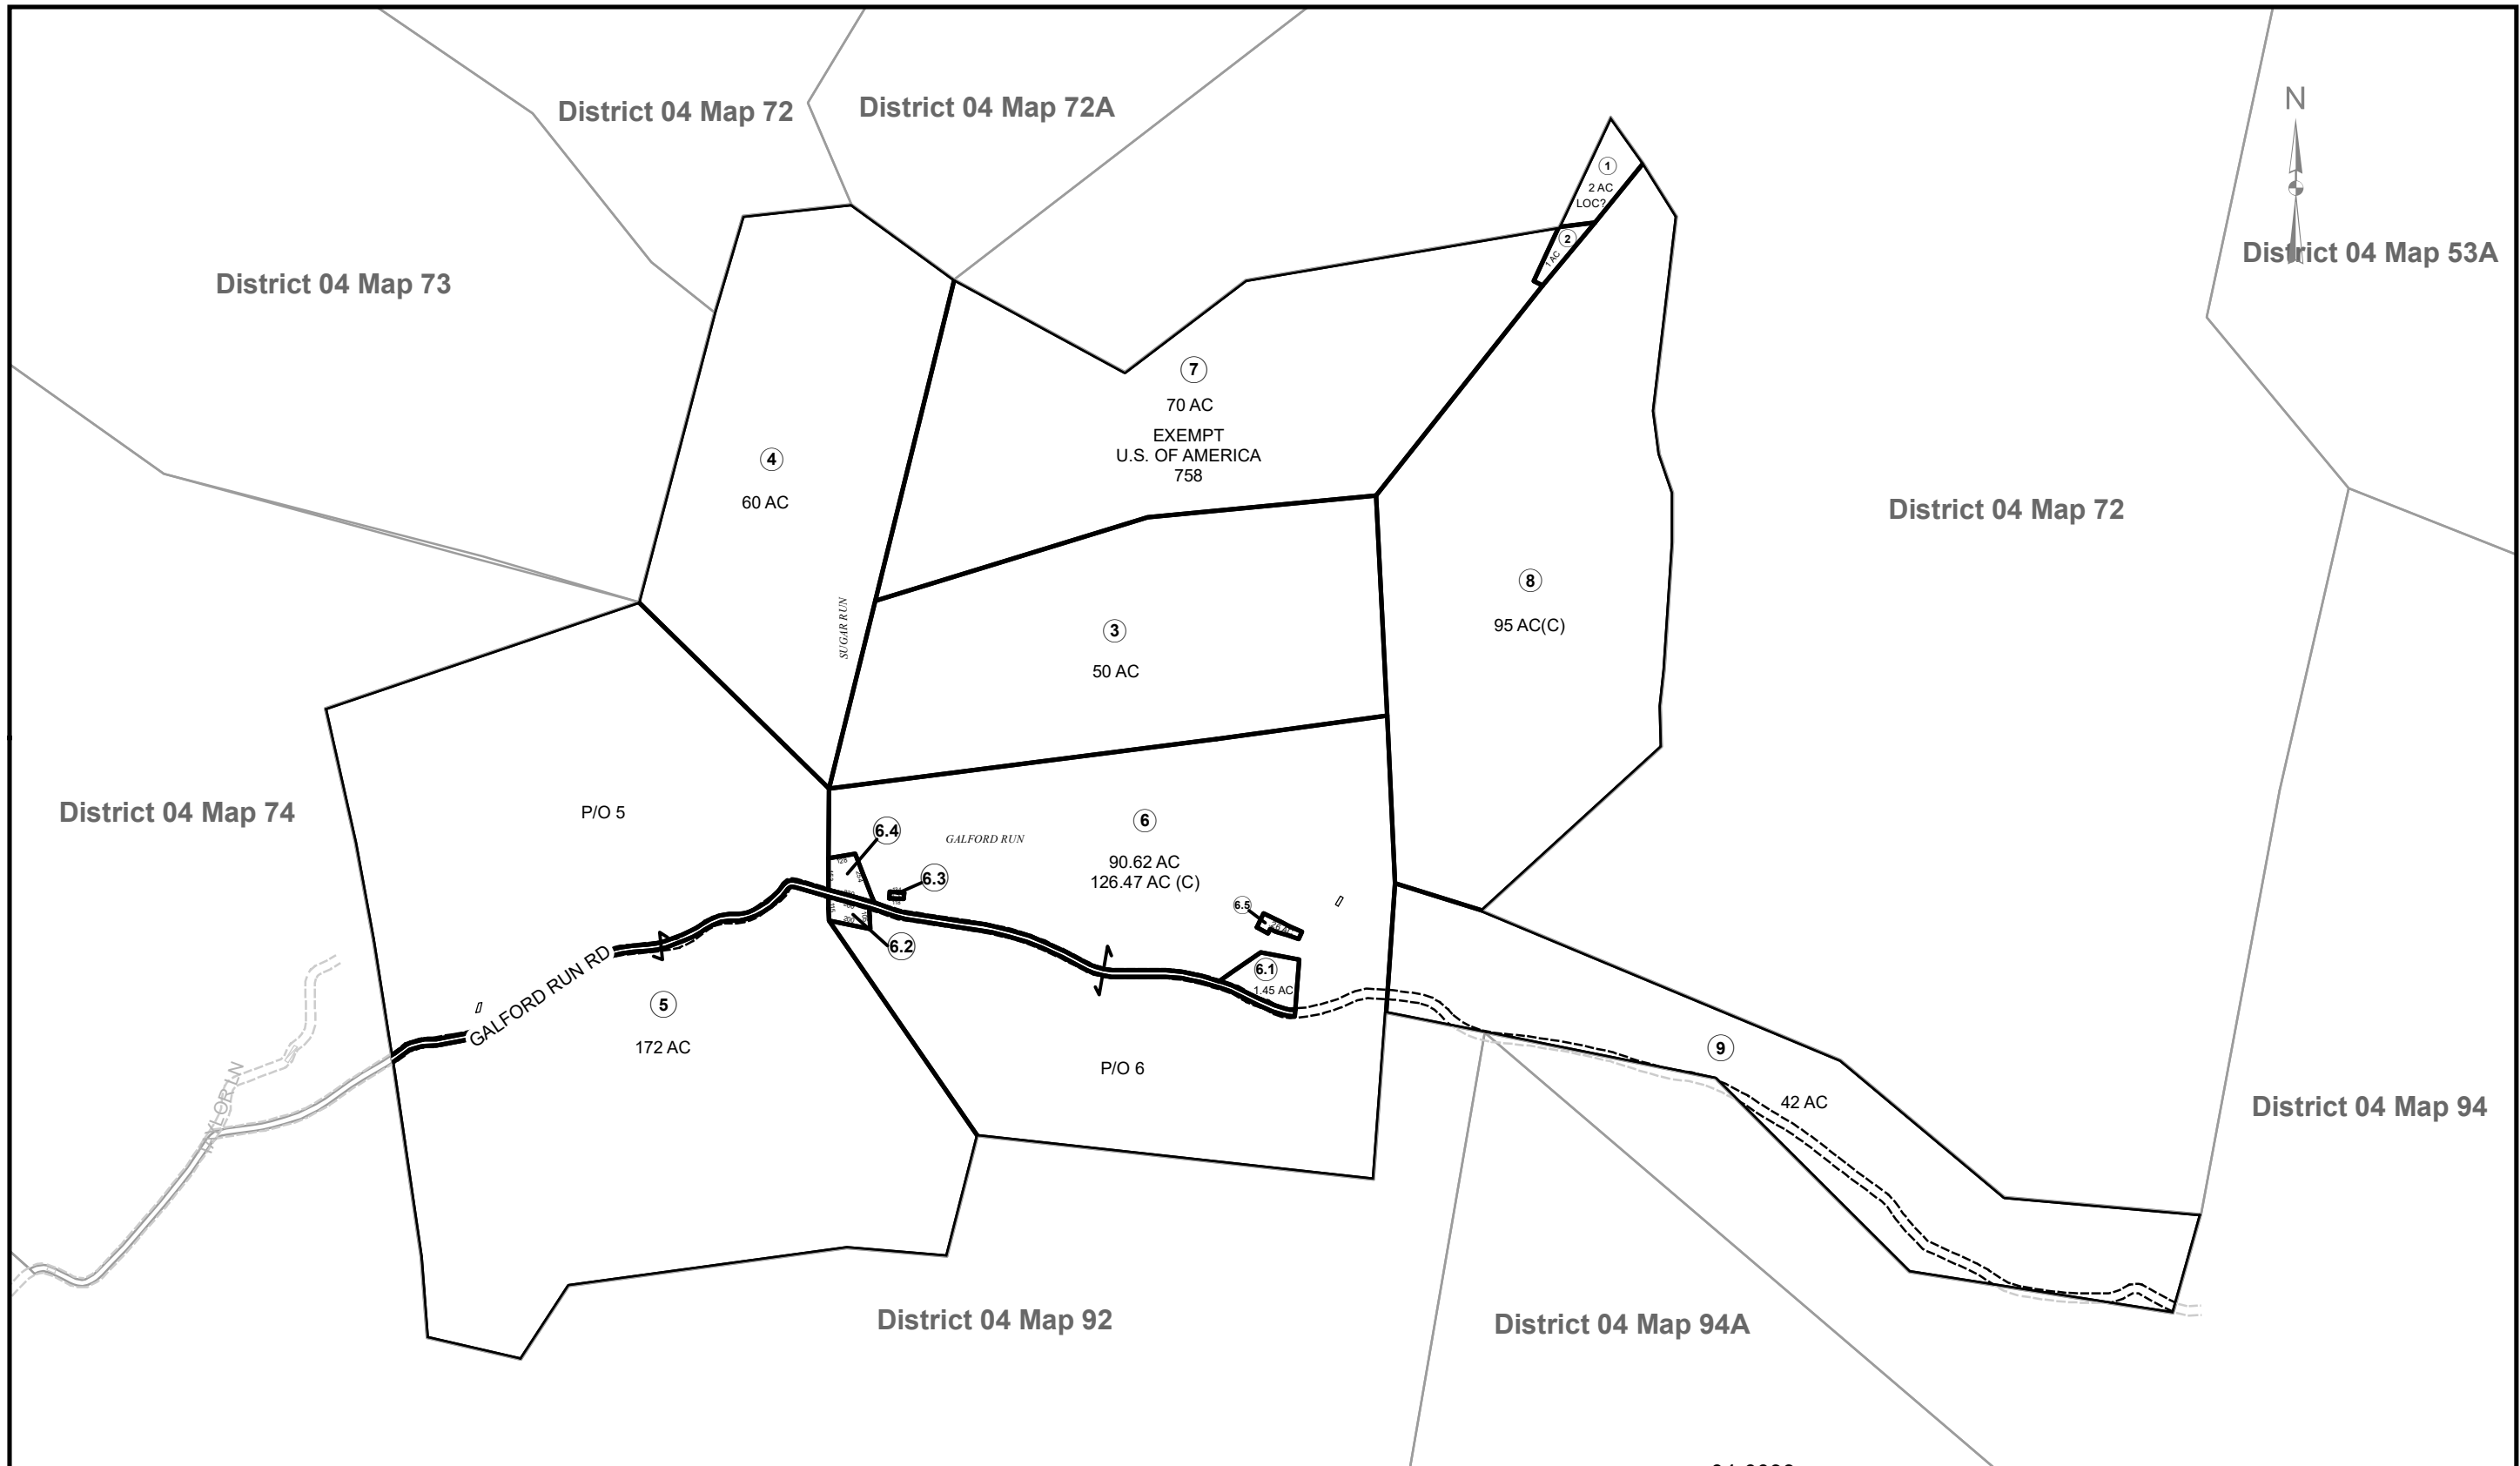 District 04 Map 72
District 04 Map 72A
N
1
2 AC
LOC?
2
1 AC
District 04 Map 53A
District 04 Map 73
7
70 AC
EXEMPT
U.S. OF AMERICA
758
4
60 AC
District 04 Map 72
8
95 AC(C)
SUGAR RUN
3
50 AC
District 04 Map 74
P/O 5
6.4
GALFORD RUN
6
90.62 AC
126.47 AC (C)
6.3
6.5
6.2
6.1
1.45 AC
GALFORD RUN RD
5
172 AC
P/O 6
9
42 AC
District 04 Map 94
District 04 Map 92
District 04 Map 94A